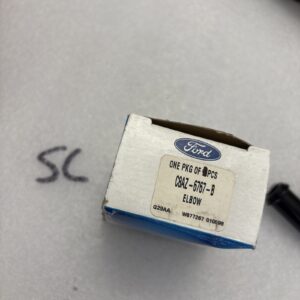 SC
Ford
ONE PKG OF PCS
C8AZ-6767-B
ELBOW